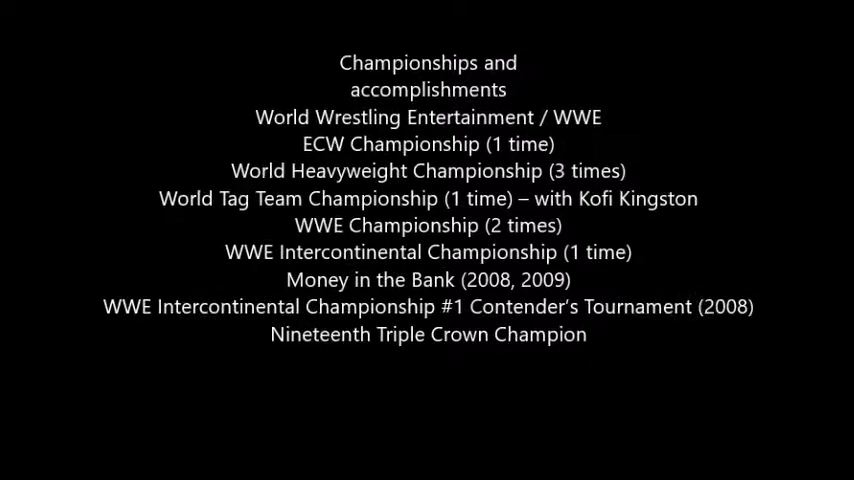 Championships and
accomplishments
World Wrestling Entertainment / WWE
ECW Championship (1 time)
World Heavyweight Championship (3 times)
World Tag Team Championship (1 time) – with Kofi Kingston
WWE Championship (2 times)
WWE Intercontinental Championship (1 time)
Money in the Bank (2008, 2009)
WWE Intercontinental Championship #1 Contender’s Tournament (2008)
Nineteenth Triple Crown Champion